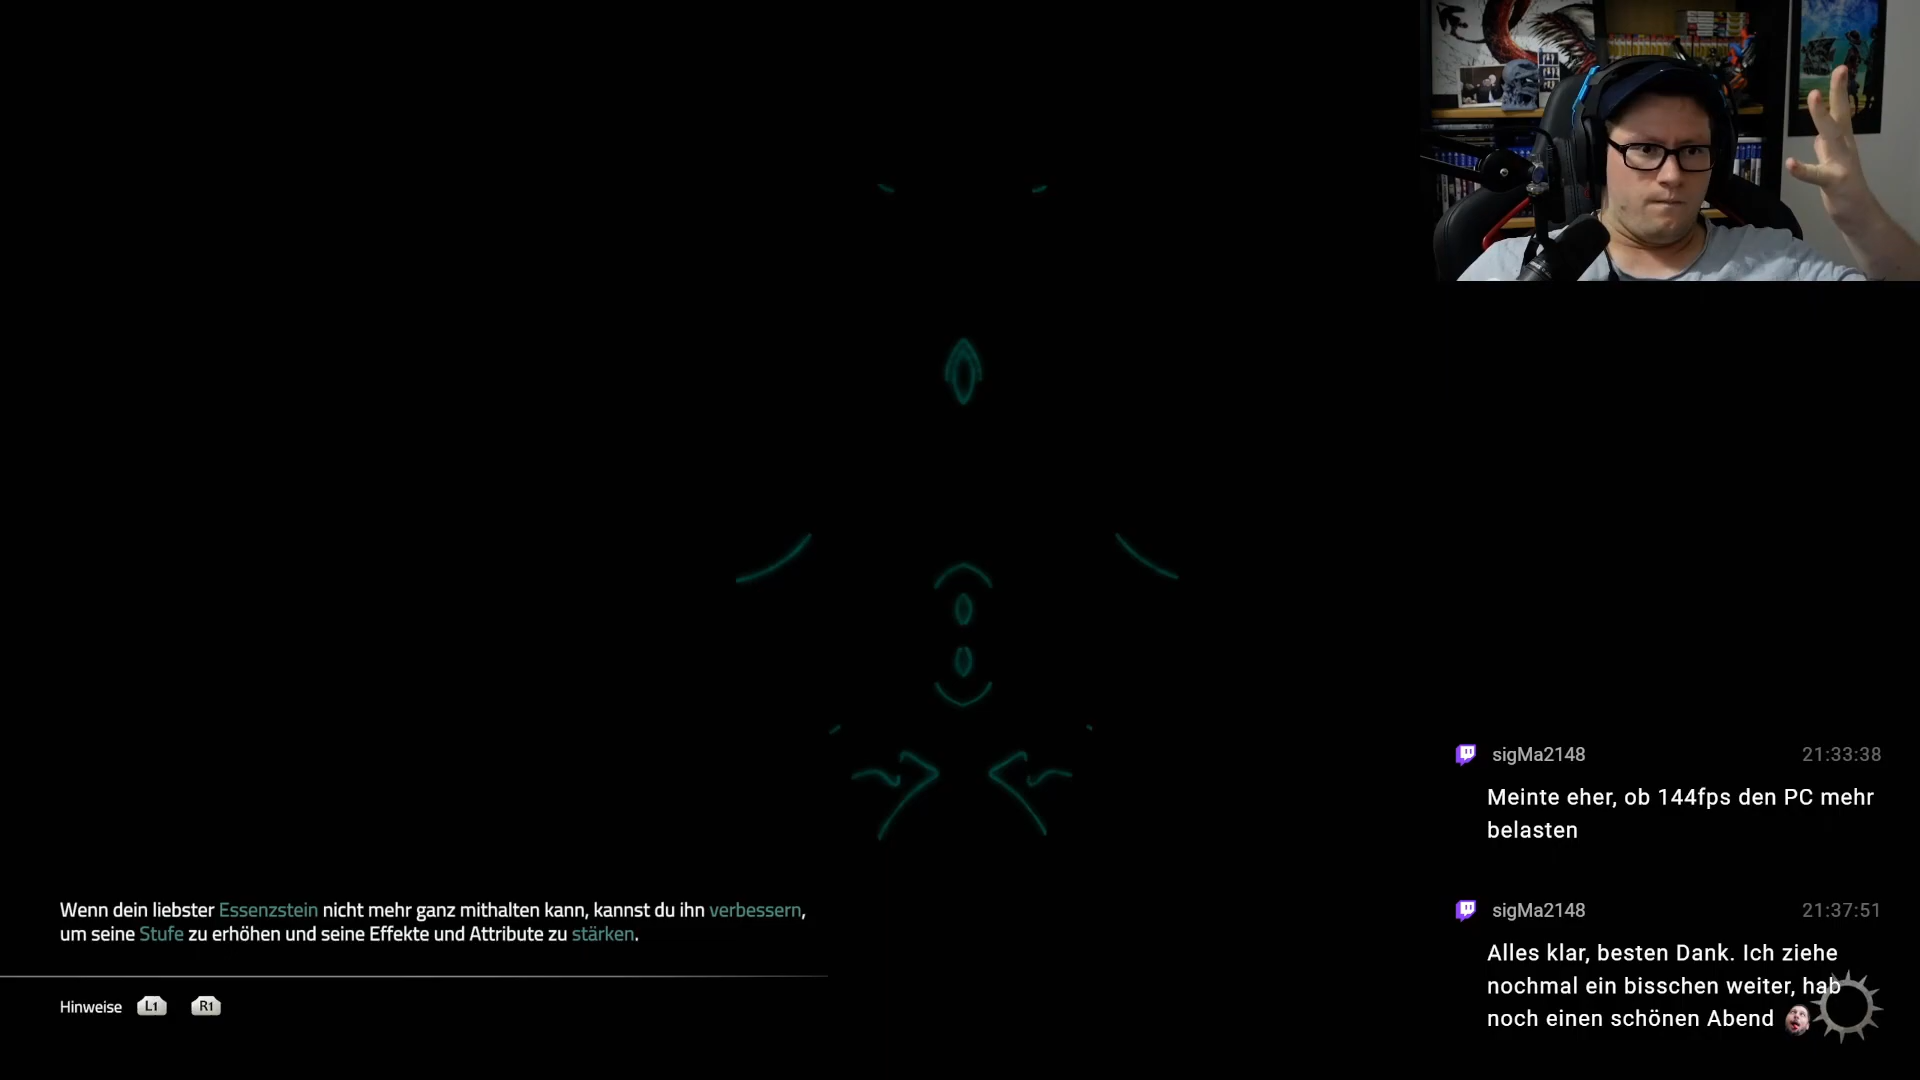 Wenn dein liebster Essenzstein nicht mehr ganz mithalten kann, kannst du ihn verbessern,
um seine Stufe zu erhöhen und seine Effekte und Attribute zu stärken.
Hinweise L1 R1
sigMa2148 21:33:38
Meinte eher, ob 144fps den PC mehr
belasten
sigMa2148 21:37:51
Alles klar, besten Dank. Ich ziehe
nochmal ein bisschen weiter, hab
noch einen schönen Abend